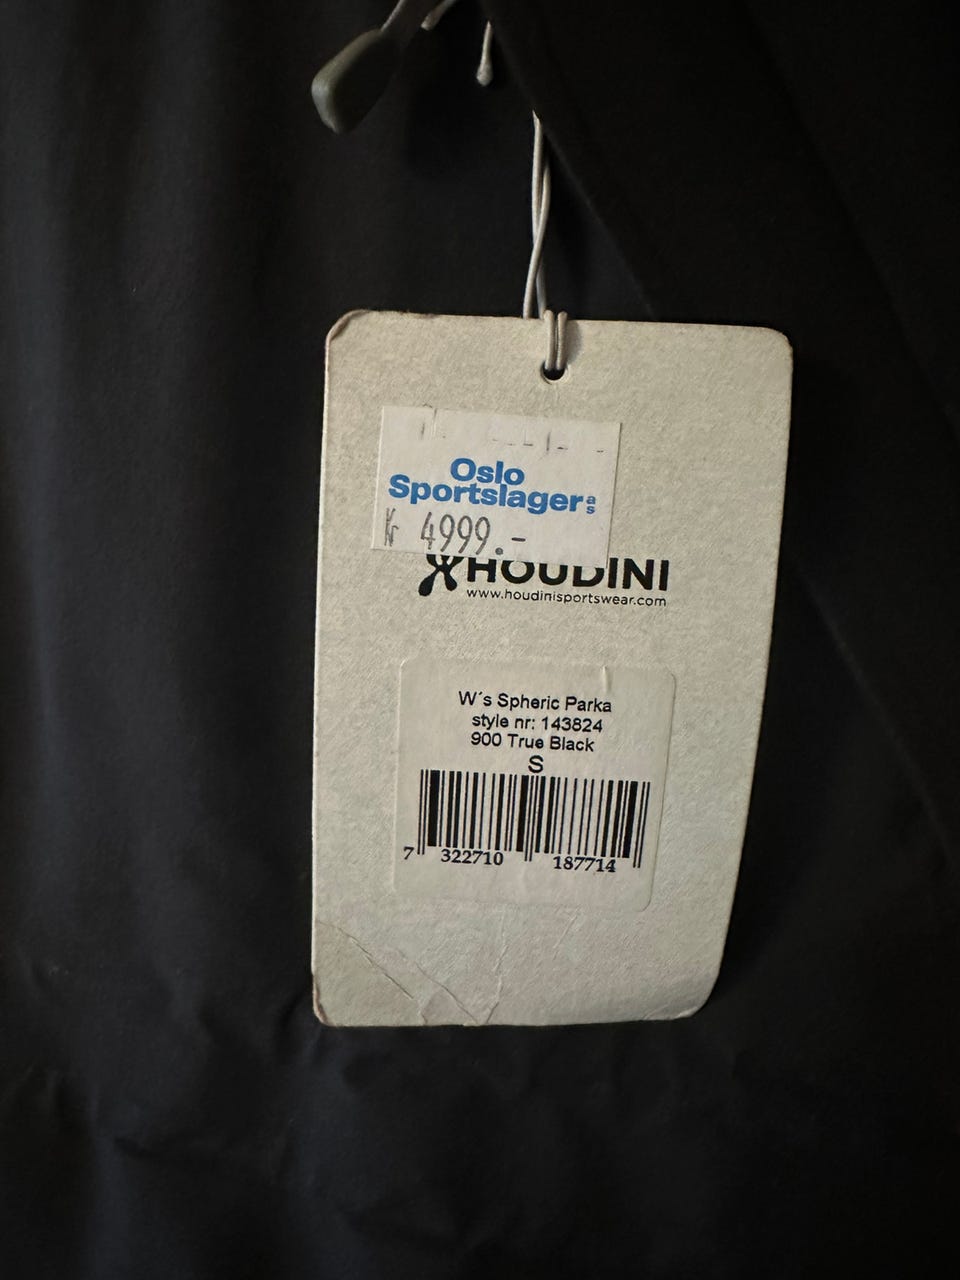 Oslo
Sportslager as
Kr 4999.-
HOUDINI
www.houdinisportswear.com
W´s Spheric Parka
style nr: 143824
900 True Black
S
7 322710 187714